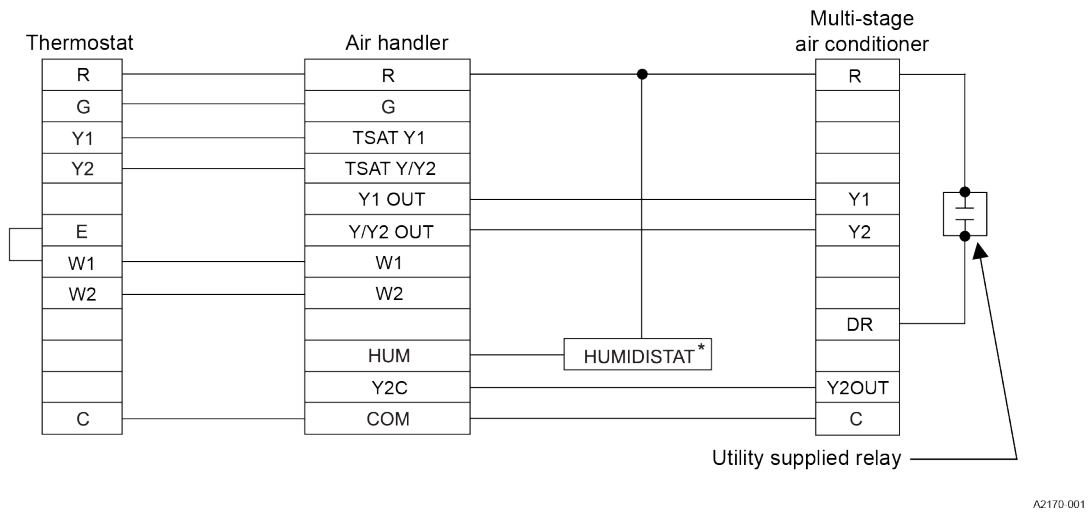 Thermostat
R
G
Y1
Y2
E
W1
W2
C
Air handler
R
G
TSAT Y1
TSAT Y/Y2
Y1 OUT
Y/Y2 OUT
W1
W2
HUM
Y2C
COM
HUMIDISTAT*
Multi-stage
air conditioner
R
Y1
Y2
DR
Y2OUT
C
Utility supplied relay
A2170-001